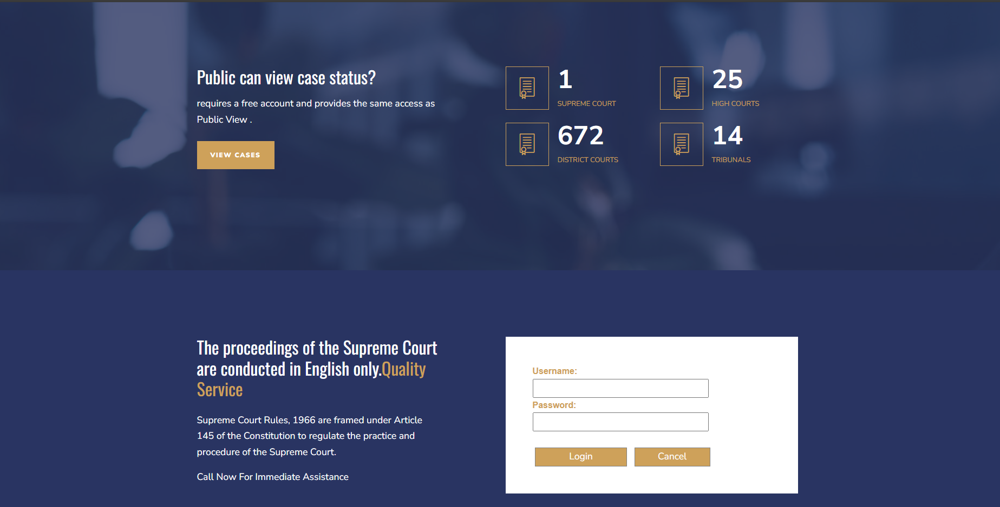 Public can view case status?
requires a free account and provides the same access as
Public View .
VIEW CASES
1
SUPREME COURT
25
HIGH COURTS
672
DISTRICT COURTS
14
TRIBUNALS
The proceedings of the Supreme Court
are conducted in English only.Quality
Service
Supreme Court Rules, 1966 are framed under Article
145 of the Constitution to regulate the practice and
procedure of the Supreme Court.
Call Now For Immediate Assistance
Username:
Password:
Login Cancel